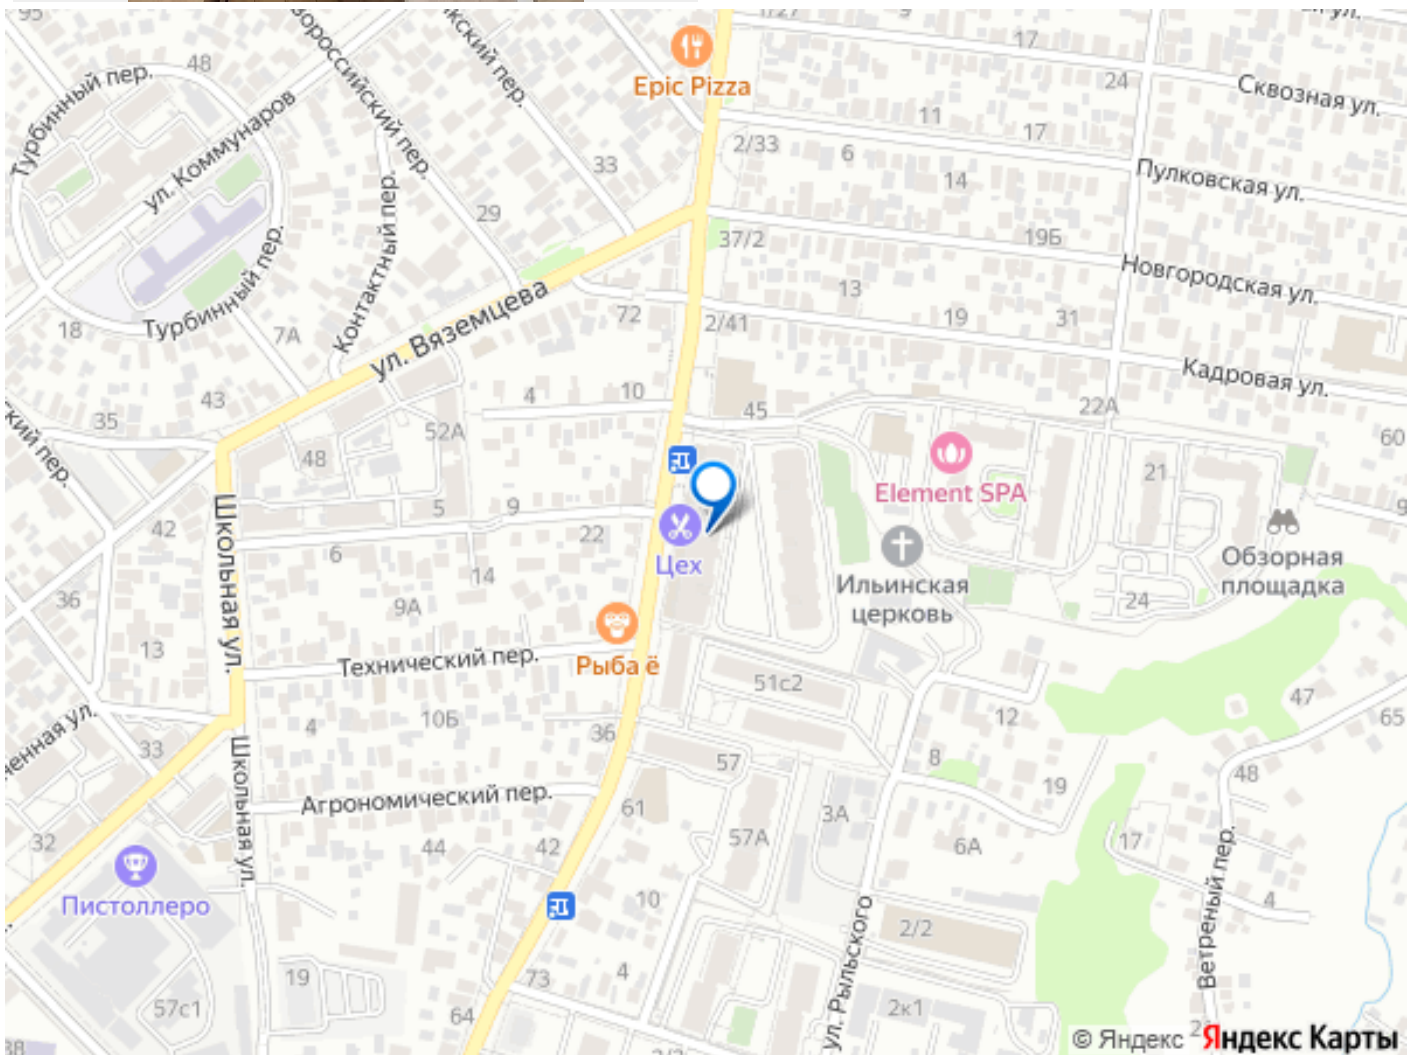 95
1/27
9
17
24
Сквозная ул.
Epic Pizza
Турбинный пер.
48
ул. Коммунаров
33
2/33
11
17
6
14
Пулковская ул.
Контактный пер.
29
37/2
19Б
Новгородская ул.
Турбинный пер.
18
7А
ул. Вяземцева
72
2/41
13
19
31
Кадровая ул.
43
35
4
10
45
22А
60
52А
48
Element SPA
21
Школьная ул.
42
5
9
22
6
14
Цех
Ильинская
церковь
Обзорная
площадка
24
36
9А
13
Технический пер.
Рыба ё
51с2
47
65
4
10Б
36
12
33
Школьная ул.
57
8
19
48
Агрономический пер.
61
3А
32
44
42
57А
6А
17
Ветреный пер.
Пистоллеро
10
4
2/2
ул. Рыльского
19
73
4
57с1
64
2к1
38
© Яндекс
Яндекс Карты